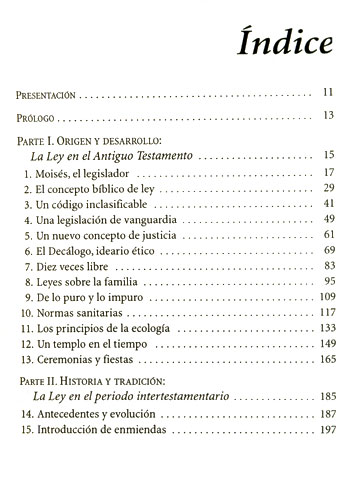 Índice
PRESENTACIÓN . . . . . . . . . . . . . . . . . . . . . . . . . . . . . . 11
PRÓLOGO . . . . . . . . . . . . . . . . . . . . . . . . . . . . . . . . . . 13
PARTE I. ORIGEN Y DESARROLLO:
La Ley en el Antiguo Testamento . . . . . . . . . . . . . . . 15
1. Moisés, el legislador . . . . . . . . . . . . . . . . . . . . . . . . 17
2. El concepto bíblico de ley . . . . . . . . . . . . . . . . . . . 29
3. Un código inclasificable . . . . . . . . . . . . . . . . . . . . . 41
4. Una legislación de vanguardia . . . . . . . . . . . . . . . . 49
5. Un nuevo concepto de justicia . . . . . . . . . . . . . . . . 61
6. El Decálogo, ideario ético . . . . . . . . . . . . . . . . . . . 69
7. Diez veces libre . . . . . . . . . . . . . . . . . . . . . . . . . . . 83
8. Leyes sobre la familia . . . . . . . . . . . . . . . . . . . . . . . 95
9. De lo puro y lo impuro . . . . . . . . . . . . . . . . . . . . . 109
10. Normas sanitarias . . . . . . . . . . . . . . . . . . . . . . . . . 117
11. Los principios de la ecología . . . . . . . . . . . . . . . . . 133
12. Un templo en el tiempo . . . . . . . . . . . . . . . . . . . . 149
13. Ceremonias y fiestas . . . . . . . . . . . . . . . . . . . . . . . 165
PARTE II. HISTORIA Y TRADICIÓN:
La Ley en el periodo intertestamentario . . . . . . . . . 185
14. Antecedentes y evolución . . . . . . . . . . . . . . . . . . . 187
15. Introducción de enmiendas . . . . . . . . . . . . . . . . . 197